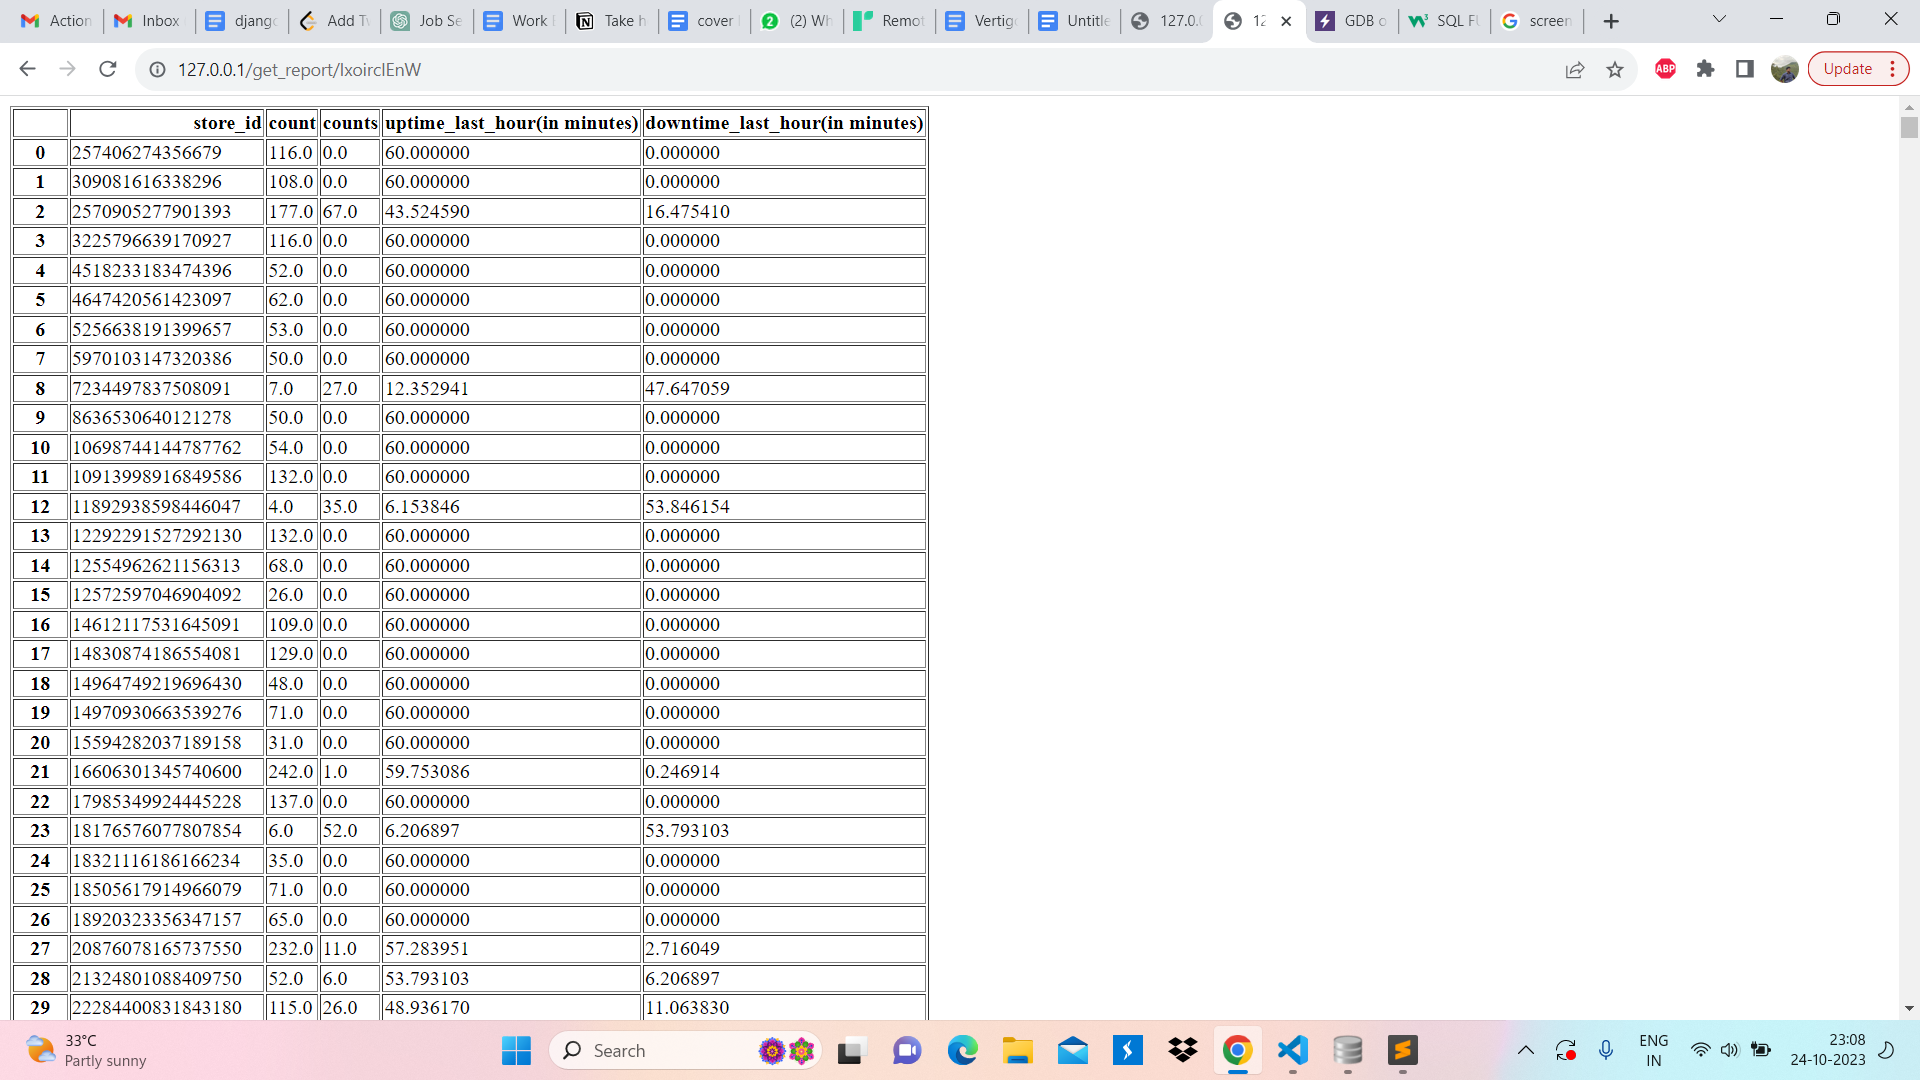 Action
Inbox
django
Add Tw
Job Se
Work
Take h
cover
(2) Wh
Remot
Vertigo
Untitle
127.0.0
12
GDB o
SQL FU
screen
127.0.0.1/get_report/IxoirclEnW
ABP
Update
store_id count counts uptime_last_hour(in minutes) downtime_last_hour(in minutes)
0 257406274356679 116.0 0.0 60.000000 0.000000
1 309081616338296 108.0 0.0 60.000000 0.000000
2 2570905277901393 177.0 67.0 43.524590 16.475410
3 3225796639170927 116.0 0.0 60.000000 0.000000
4 4518233183474396 52.0 0.0 60.000000 0.000000
5 4647420561423097 62.0 0.0 60.000000 0.000000
6 5256638191399657 53.0 0.0 60.000000 0.000000
7 5970103147320386 50.0 0.0 60.000000 0.000000
8 7234497837508091 7.0 27.0 12.352941 47.647059
9 8636530640121278 50.0 0.0 60.000000 0.000000
10 10698744144787762 54.0 0.0 60.000000 0.000000
11 10913998916849586 132.0 0.0 60.000000 0.000000
12 11892938598446047 4.0 35.0 6.153846 53.846154
13 12292291527292130 132.0 0.0 60.000000 0.000000
14 12554962621156313 68.0 0.0 60.000000 0.000000
15 12572597046904092 26.0 0.0 60.000000 0.000000
16 14612117531645091 109.0 0.0 60.000000 0.000000
17 14830874186554081 129.0 0.0 60.000000 0.000000
18 14964749219696430 48.0 0.0 60.000000 0.000000
19 14970930663539276 71.0 0.0 60.000000 0.000000
20 15594282037189158 31.0 0.0 60.000000 0.000000
21 16606301345740600 242.0 1.0 59.753086 0.246914
22 17985349924445228 137.0 0.0 60.000000 0.000000
23 18176576077807854 6.0 52.0 6.206897 53.793103
24 18321116186166234 35.0 0.0 60.000000 0.000000
25 18505617914966079 71.0 0.0 60.000000 0.000000
26 18920323356347157 65.0 0.0 60.000000 0.000000
27 20876078165737550 232.0 11.0 57.283951 2.716049
28 21324801088409750 52.0 6.0 53.793103 6.206897
29 22284400831843180 115.0 26.0 48.936170 11.063830
33°C
Partly sunny
Search
ENG
IN
23:08
24-10-2023